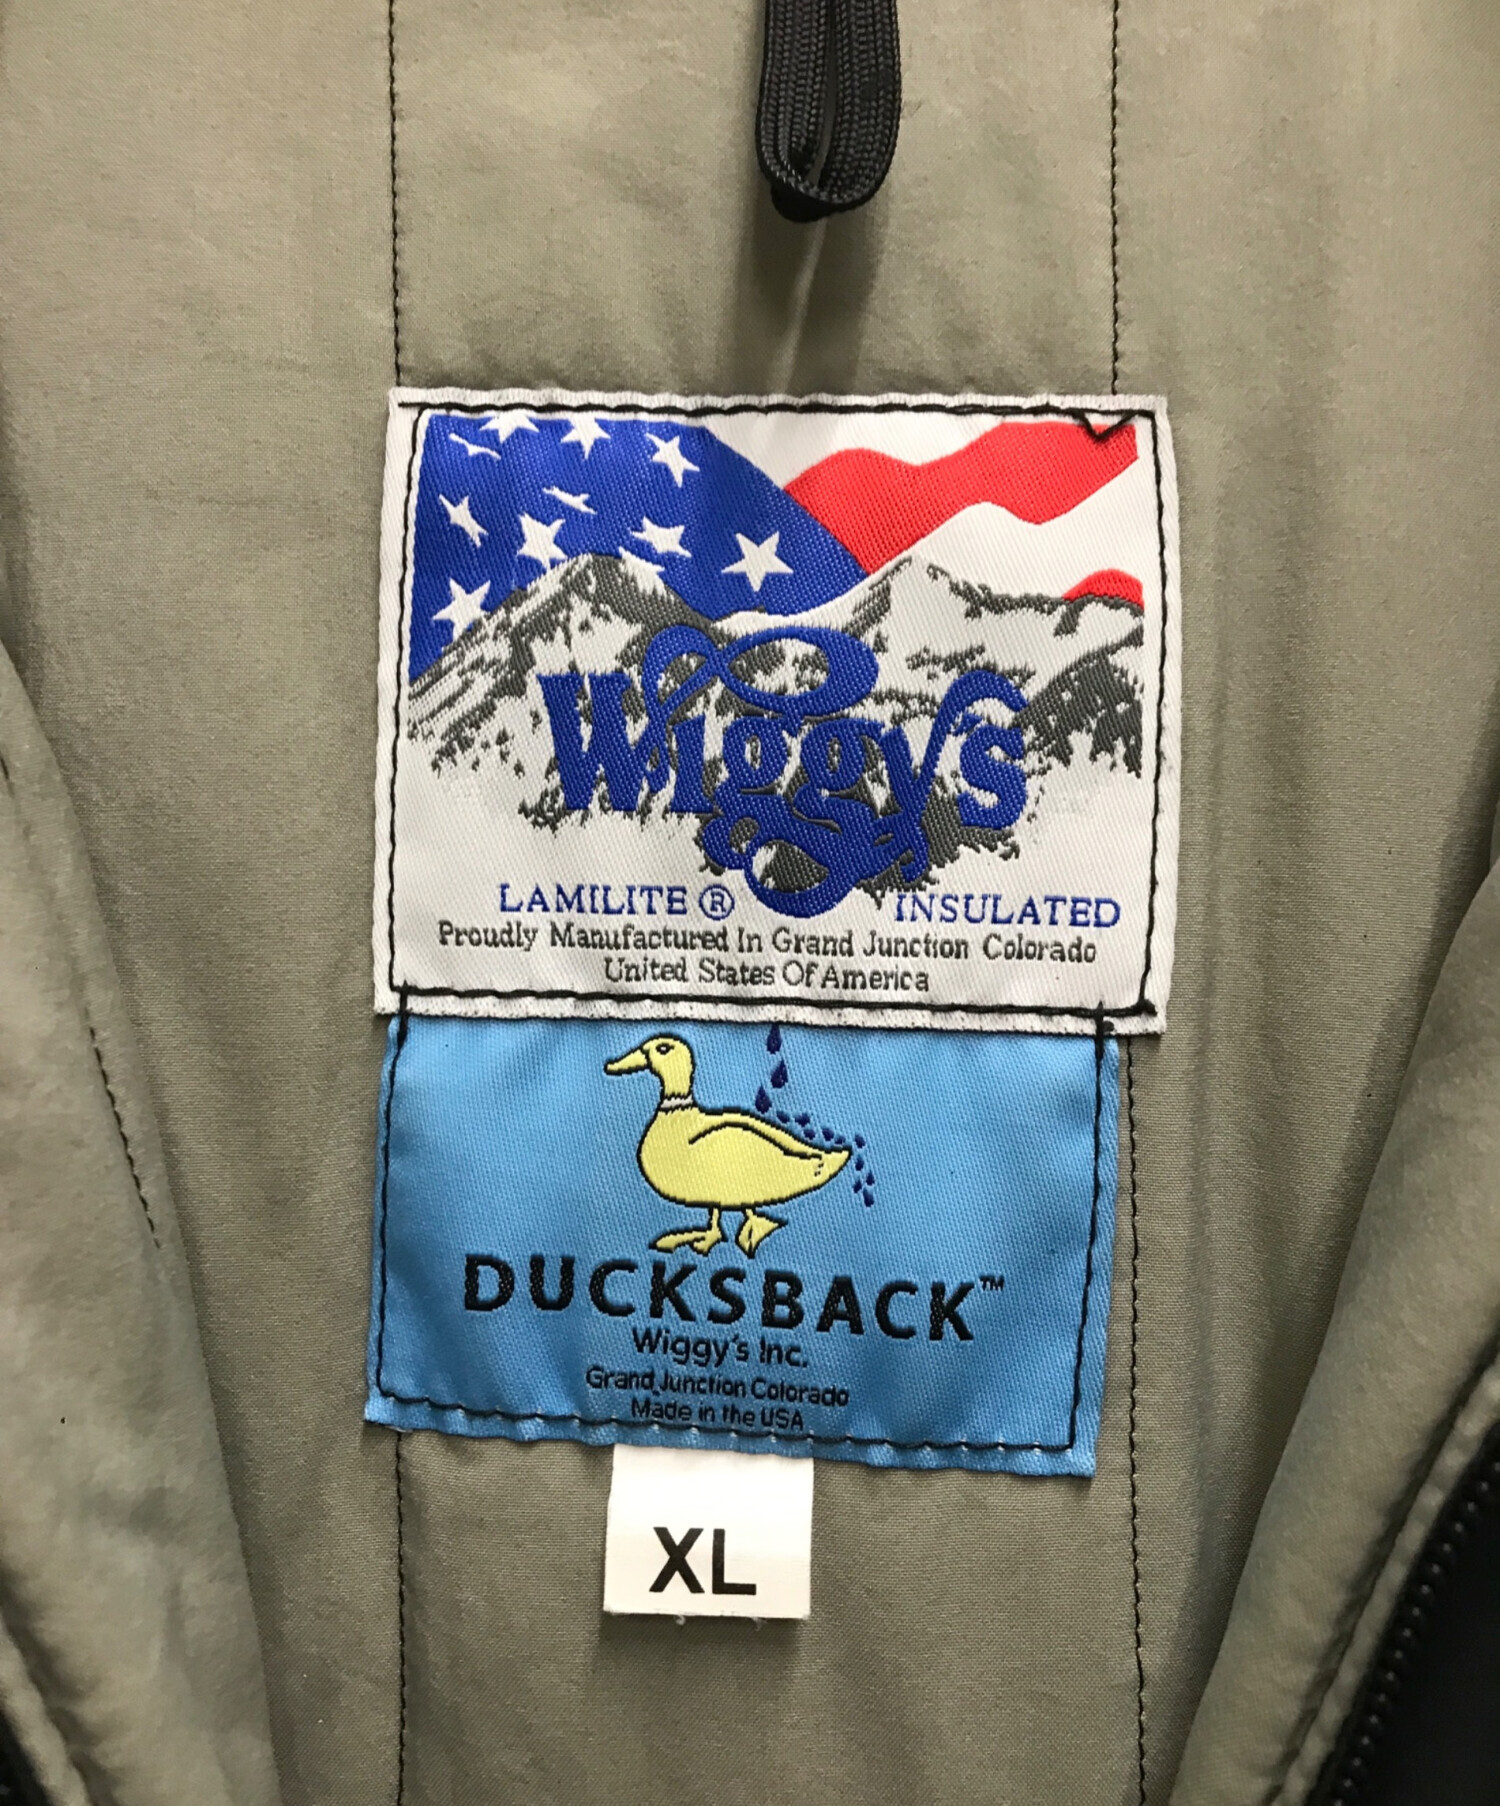 Wiggy's
LAMILITE ® INSULATED
Proudly Manufactured In Grand Junction Colorado
United States Of America
DUCKSBACK™
Wiggy's Inc.
Grand Junction Colorado
Made in the USA
XL